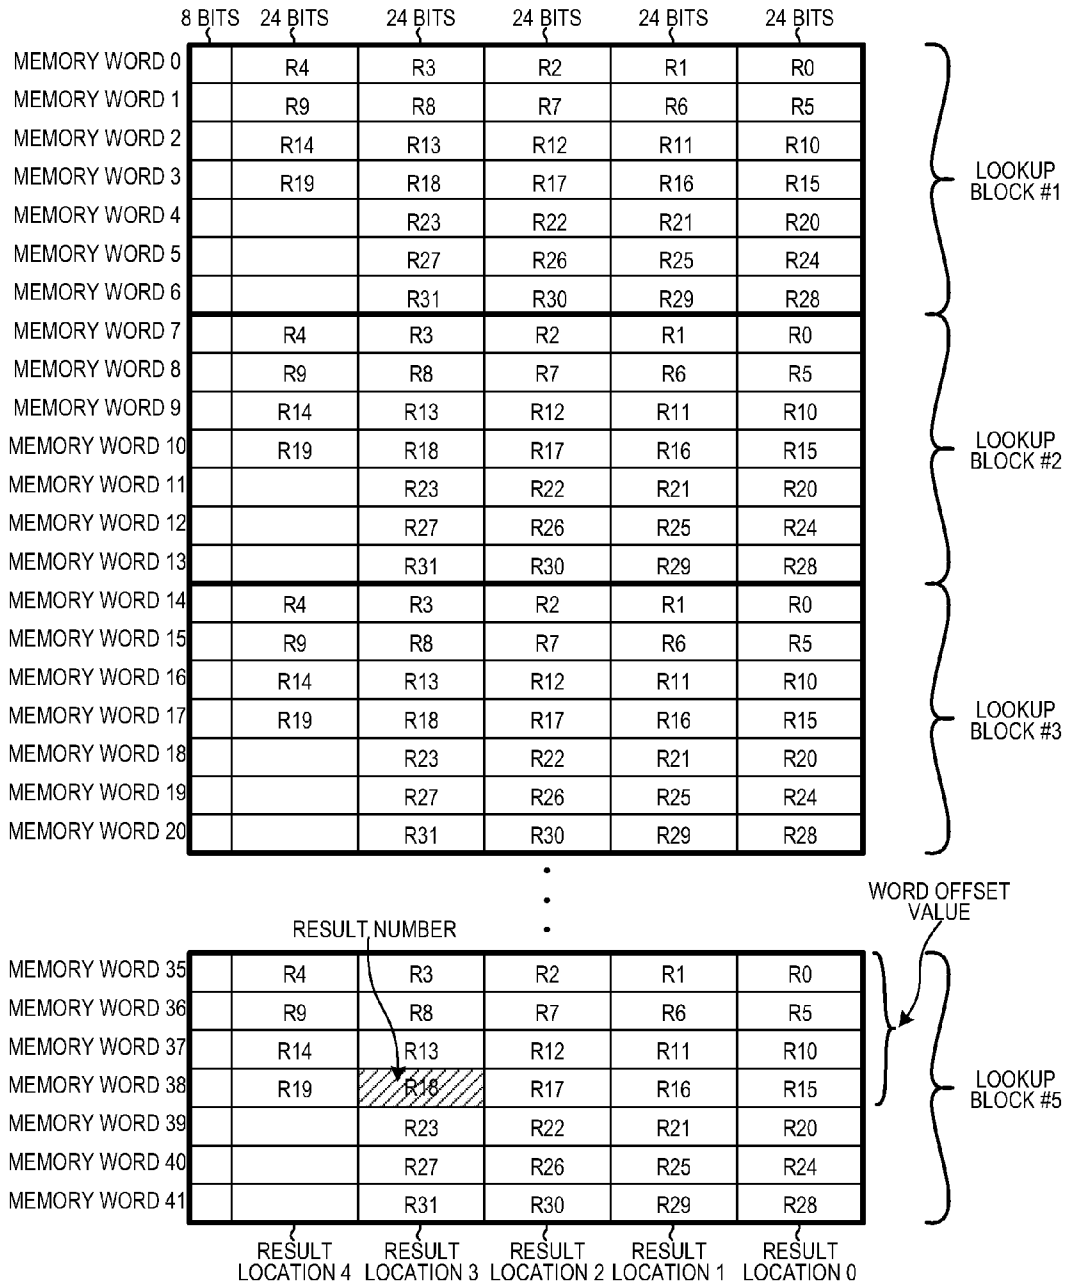 8 BITS 24 BITS 24 BITS 24 BITS 24 BITS 24 BITS
MEMORY WORD 0 R4 R3 R2 R1 R0
MEMORY WORD 1 R9 R8 R7 R6 R5
MEMORY WORD 2 R14 R13 R12 R11 R10
MEMORY WORD 3 R19 R18 R17 R16 R15
LOOKUP
BLOCK #1
MEMORY WORD 4 R23 R22 R21 R20
MEMORY WORD 5 R27 R26 R25 R24
MEMORY WORD 6 R31 R30 R29 R28
MEMORY WORD 7 R4 R3 R2 R1 R0
MEMORY WORD 8 R9 R8 R7 R6 R5
MEMORY WORD 9 R14 R13 R12 R11 R10
MEMORY WORD 10 R19 R18 R17 R16 R15
LOOKUP
BLOCK #2
MEMORY WORD 11 R23 R22 R21 R20
MEMORY WORD 12 R27 R26 R25 R24
MEMORY WORD 13 R31 R30 R29 R28
MEMORY WORD 14 R4 R3 R2 R1 R0
MEMORY WORD 15 R9 R8 R7 R6 R5
MEMORY WORD 16 R14 R13 R12 R11 R10
MEMORY WORD 17 R19 R18 R17 R16 R15
LOOKUP
BLOCK #3
MEMORY WORD 18 R23 R22 R21 R20
MEMORY WORD 19 R27 R26 R25 R24
MEMORY WORD 20 R31 R30 R29 R28
WORD OFFSET
VALUE
RESULT NUMBER
MEMORY WORD 35 R4 R3 R2 R1 R0
MEMORY WORD 36 R9 R8 R7 R6 R5
MEMORY WORD 37 R14 R13 R12 R11 R10
MEMORY WORD 38 R19 R18 R17 R16 R15
LOOKUP
BLOCK #5
MEMORY WORD 39 R23 R22 R21 R20
MEMORY WORD 40 R27 R26 R25 R24
MEMORY WORD 41 R31 R30 R29 R28
RESULT RESULT RESULT RESULT RESULT
LOCATION 4 LOCATION 3 LOCATION 2 LOCATION 1 LOCATION 0